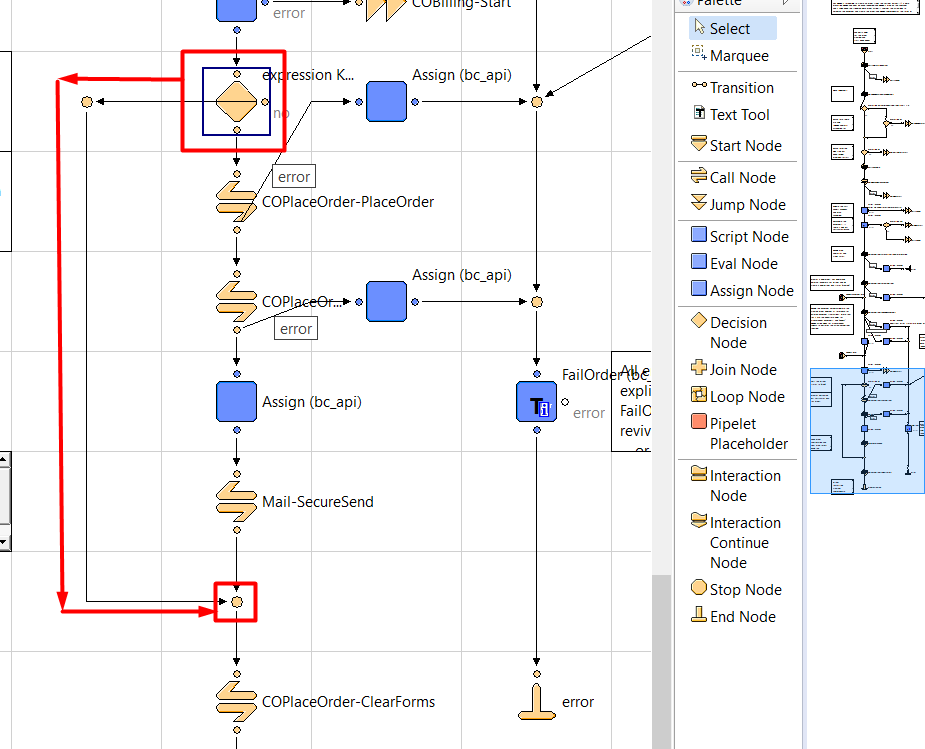 COBilling-Start
error
expression K...
no
Assign (bc_api)
error
COPlaceOrder-PlaceOrder
Assign (bc_api)
COPlaceOr...
error
Assign (bc_api)
FailOrder (bc_
error
All e
expli
FailO
reviv
Mail-SecureSend
COPlaceOrder-ClearForms
error
Palette
Select
Marquee
Transition
Text Tool
Start Node
Call Node
Jump Node
Script Node
Eval Node
Assign Node
Decision
Node
Join Node
Loop Node
Pipelet
Placeholder
Interaction
Node
Interaction
Continue
Node
Stop Node
End Node